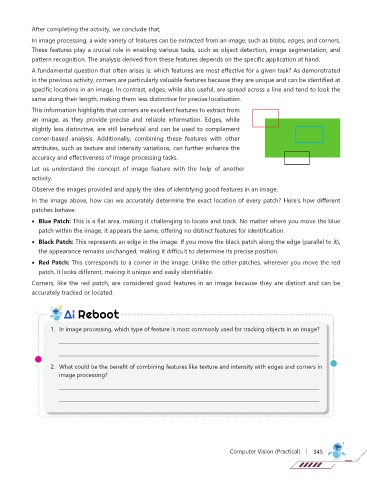 After completing the activity, we conclude that,
In image processing, a wide variety of features can be extracted from an image, such as blobs, edges, and corners.
These features play a crucial role in enabling various tasks, such as object detection, image segmentation, and
pattern recognition. The analysis derived from these features depends on the specific application at hand.
A fundamental question that often arises is: which features are most effective for a given task? As demonstrated
in the previous activity, corners are particularly valuable features because they are unique and can be identified at
specific locations in an image. In contrast, edges, while also useful, are spread across a line and tend to look the
same along their length, making them less distinctive for precise localisation.
This information highlights that corners are excellent features to extract from
an image, as they provide precise and reliable information. Edges, while
slightly less distinctive, are still beneficial and can be used to complement
corner-based analysis. Additionally, combining these features with other
attributes, such as texture and intensity variations, can further enhance the
accuracy and effectiveness of image processing tasks.
Let us understand the concept of image feature with the help of another
activity.
Observe the images provided and apply the idea of identifying good features in an image.
In the image above, how can we accurately determine the exact location of every patch? Here's how different
patches behave:
• Blue Patch: This is a flat area, making it challenging to locate and track. No matter where you move the blue
patch within the image, it appears the same, offering no distinct features for identification.
• Black Patch: This represents an edge in the image. If you move the black patch along the edge (parallel to it),
the appearance remains unchanged, making it difficult to determine its precise position.
• Red Patch: This corresponds to a corner in the image. Unlike the other patches, wherever you move the red
patch, it looks different, making it unique and easily identifiable.
Corners, like the red patch, are considered good features in an image because they are distinct and can be
accurately tracked or located.
Ai Reboot
1. In image processing, which type of feature is most commonly used for tracking objects in an image?
2. What could be the benefit of combining features like texture and intensity with edges and corners in
image processing?
Computer Vision (Practical) | 345